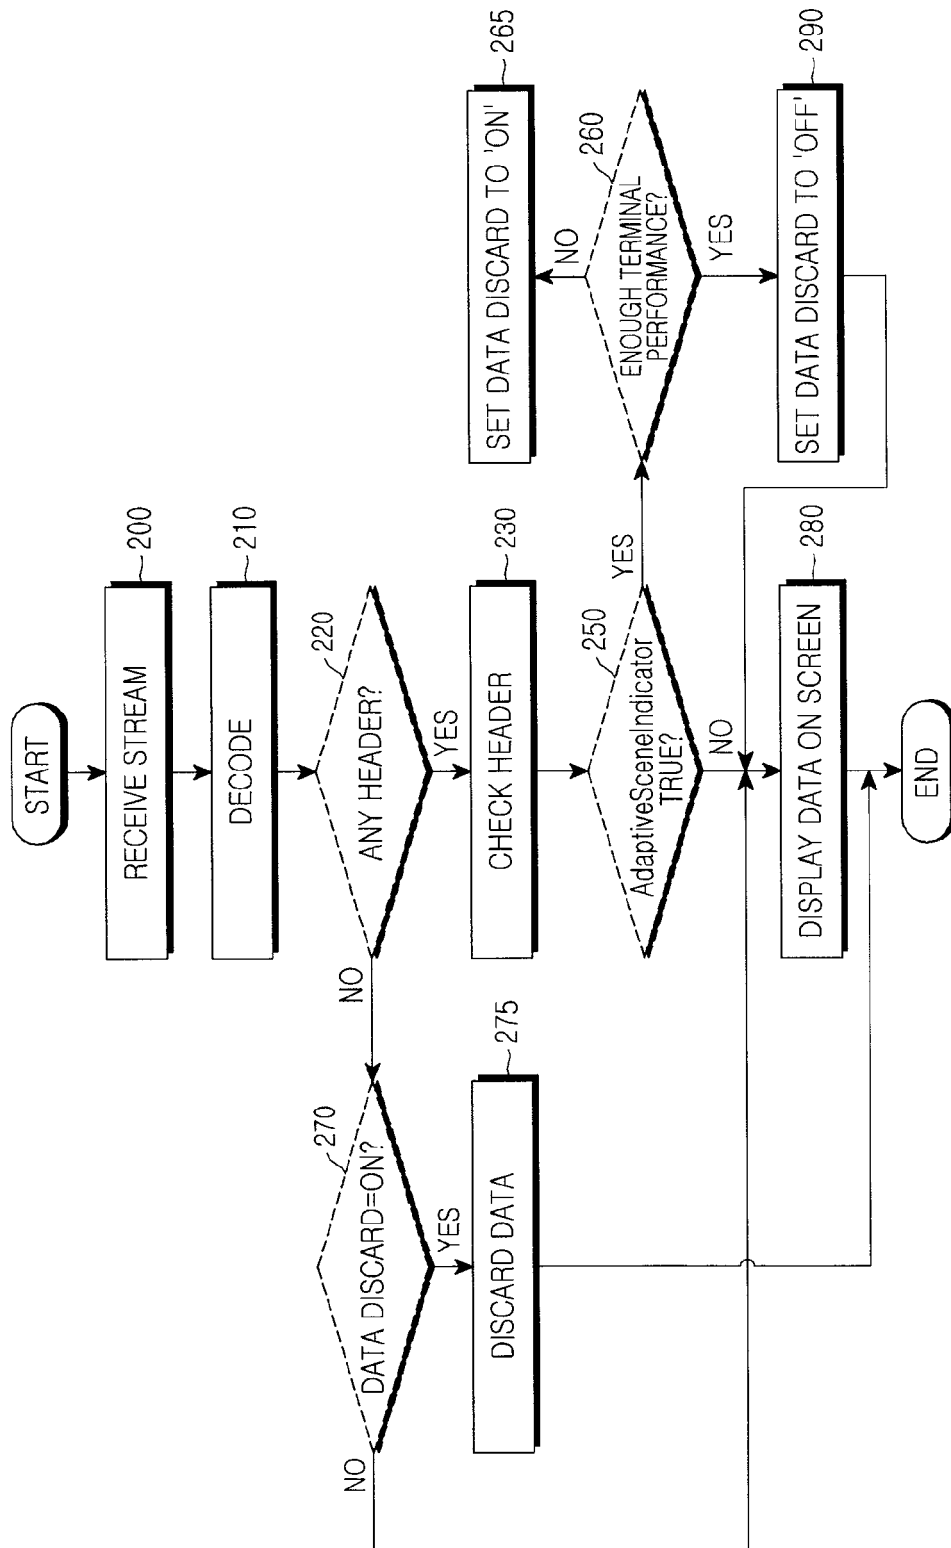 START
RECEIVE STREAM
200
DECODE
210
ANY HEADER?
220
NO
YES
DATA DISCARD=ON?
270
NO
YES
CHECK HEADER
230
DISCARD DATA
275
AdaptiveSceneIndicator
TRUE?
250
YES
NO
ENOUGH TERMINAL
PERFORMANCE?
260
NO
YES
SET DATA DISCARD TO 'ON'
265
SET DATA DISCARD TO 'OFF'
290
DISPLAY DATA ON SCREEN
280
END